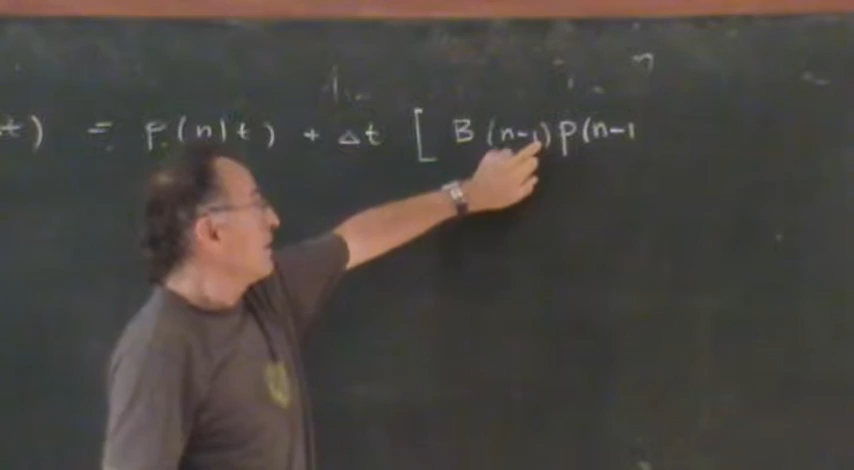 t) = P(n|t) + Δt [ B(n-1)P(n-1